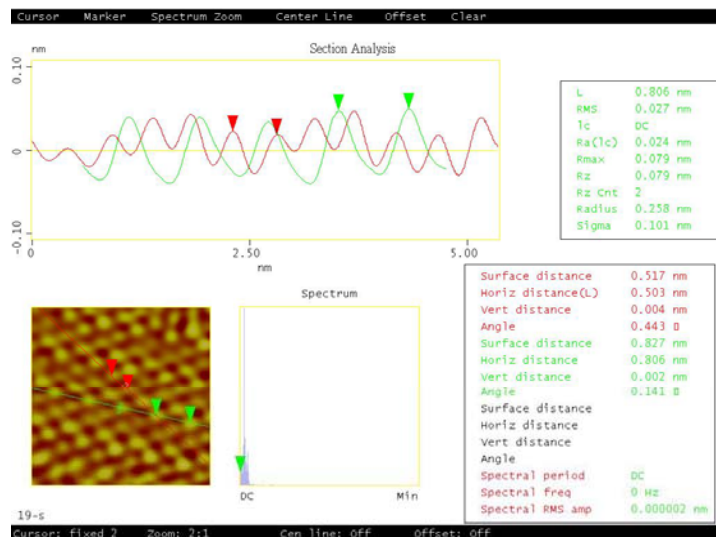 Cursor Marker Spectrum Zoom Center Line Offset Clear
Section Analysis
nm
0.10
0
-0.10
0 2.50 5.00
nm
L 0.806 nm
RMS 0.027 nm
lc DC
Ra(lc) 0.024 nm
Rmax 0.079 nm
Rz 0.079 nm
Rz Cnt 2
Radius 0.258 nm
Sigma 0.101 nm
Spectrum
DC Min
Surface distance 0.517 nm
Horiz distance(L) 0.503 nm
Vert distance 0.004 nm
Angle 0.443 ▯
Surface distance 0.827 nm
Horiz distance 0.806 nm
Vert distance 0.002 nm
Angle 0.141 ▯
Surface distance
Horiz distance
Vert distance
Angle
Spectral period DC
Spectral freq 0 Hz
Spectral RMS amp 0.000002 nm
19-s
Cursor: fixed 2 Zoom: 2:1 Cen line: Off Offset: Off